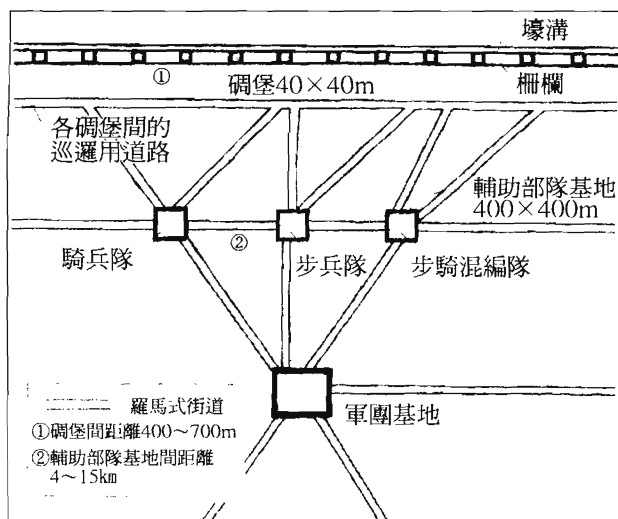 壕溝
①
碉堡40×40m
柵欄
各碉堡間的
巡邏用道路
輔助部隊基地
400×400m
②
騎兵隊
步兵隊
步騎混編隊
軍團基地
羅馬式街道
①碉堡間距離400～700m
②輔助部隊基地間距離
4～15km